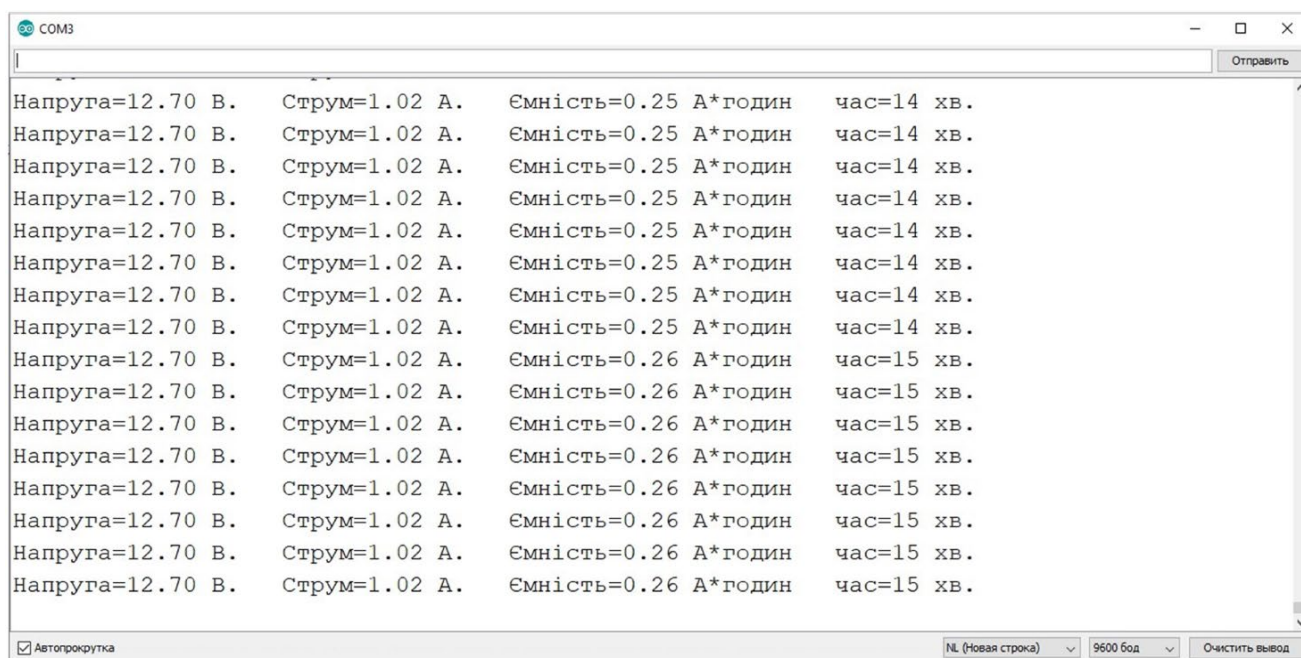 COM3
Отправить
Напруга=12.70 В. Струм=1.02 А. Ємність=0.25 А*годин час=14 хв.
Напруга=12.70 В. Струм=1.02 А. Ємність=0.25 А*годин час=14 хв.
Напруга=12.70 В. Струм=1.02 А. Ємність=0.25 А*годин час=14 хв.
Напруга=12.70 В. Струм=1.02 А. Ємність=0.25 А*годин час=14 хв.
Напруга=12.70 В. Струм=1.02 А. Ємність=0.25 А*годин час=14 хв.
Напруга=12.70 В. Струм=1.02 А. Ємність=0.25 А*годин час=14 хв.
Напруга=12.70 В. Струм=1.02 А. Ємність=0.25 А*годин час=14 хв.
Напруга=12.70 В. Струм=1.02 А. Ємність=0.25 А*годин час=14 хв.
Напруга=12.70 В. Струм=1.02 А. Ємність=0.26 А*годин час=15 хв.
Напруга=12.70 В. Струм=1.02 А. Ємність=0.26 А*годин час=15 хв.
Напруга=12.70 В. Струм=1.02 А. Ємність=0.26 А*годин час=15 хв.
Напруга=12.70 В. Струм=1.02 А. Ємність=0.26 А*годин час=15 хв.
Напруга=12.70 В. Струм=1.02 А. Ємність=0.26 А*годин час=15 хв.
Напруга=12.70 В. Струм=1.02 А. Ємність=0.26 А*годин час=15 хв.
Напруга=12.70 В. Струм=1.02 А. Ємність=0.26 А*годин час=15 хв.
Напруга=12.70 В. Струм=1.02 А. Ємність=0.26 А*годин час=15 хв.
Автопрокрутка NL (Новая строка) 9600 бод Очистить вывод